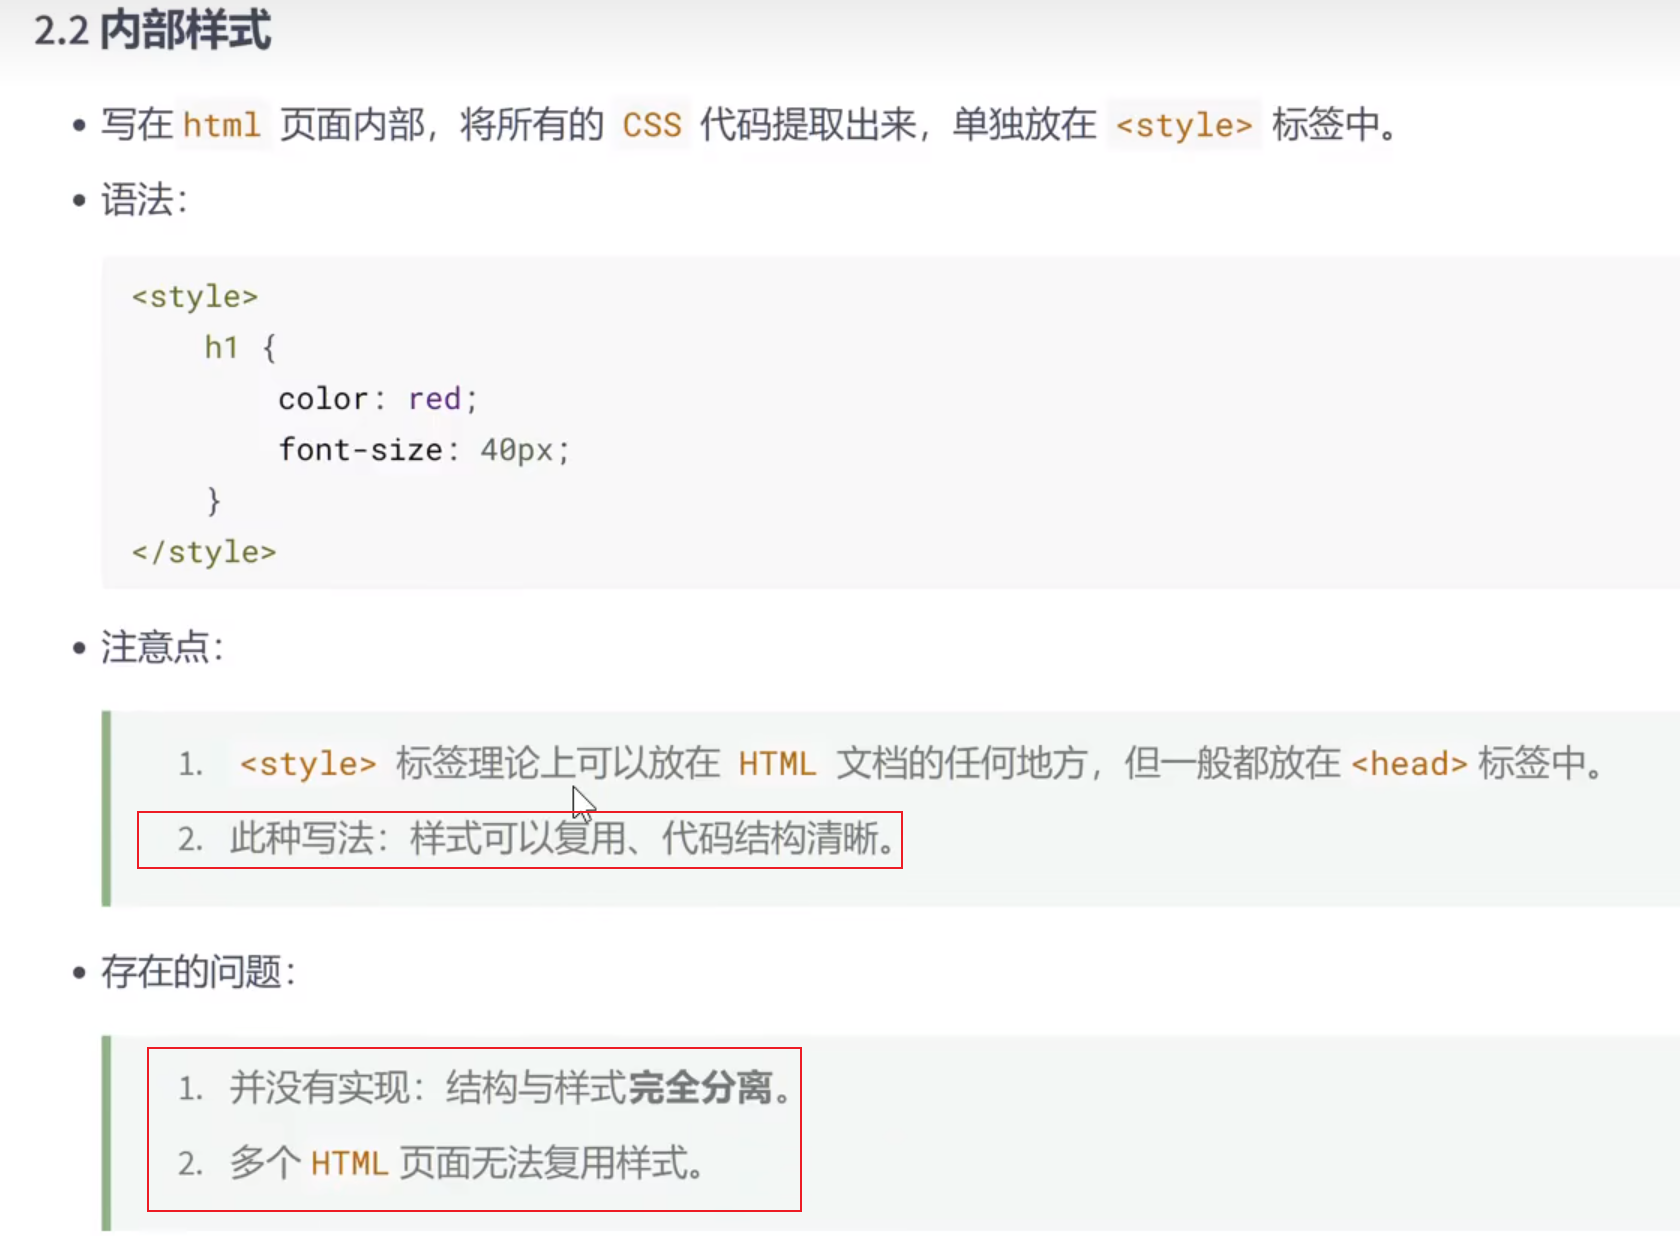 2.2 内部样式
• 写在 html 页面内部，将所有的 CSS 代码提取出来，单独放在 <style> 标签中。
• 语法：
<style>
    h1 {
        color: red;
        font-size: 40px;
    }
</style>
• 注意点：
1. <style> 标签理论上可以放在 HTML 文档的任何地方，但一般都放在 <head> 标签中。
2. 此种写法：样式可以复用、代码结构清晰。
• 存在的问题：
1. 并没有实现：结构与样式完全分离。
2. 多个 HTML 页面无法复用样式。